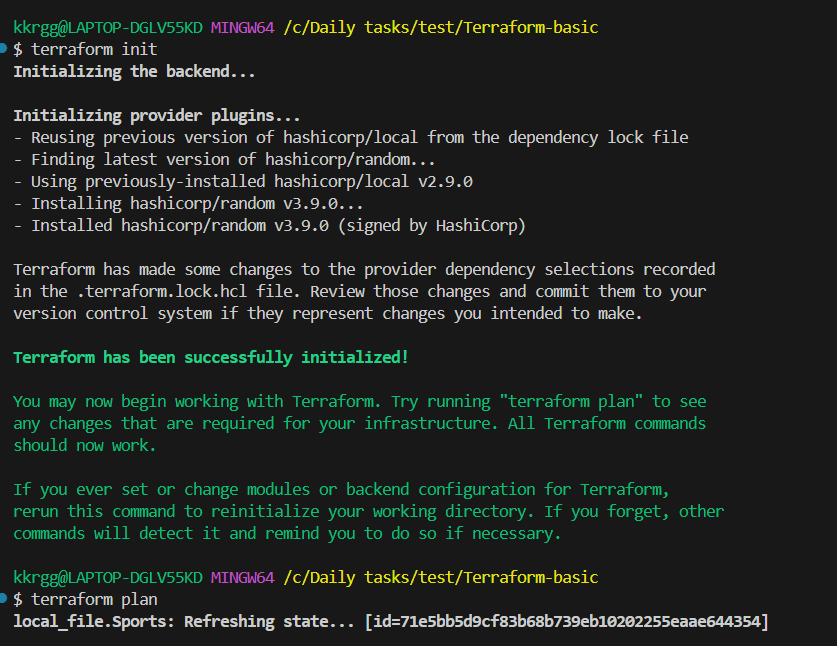 kkrgg@LAPTOP-DGLV55KD MINGW64 /c/Daily tasks/test/Terraform-basic
$ terraform init
Initializing the backend...
Initializing provider plugins...
- Reusing previous version of hashicorp/local from the dependency lock file
- Finding latest version of hashicorp/random...
- Using previously-installed hashicorp/local v2.9.0
- Installing hashicorp/random v3.9.0...
- Installed hashicorp/random v3.9.0 (signed by HashiCorp)
Terraform has made some changes to the provider dependency selections recorded
in the .terraform.lock.hcl file. Review those changes and commit them to your
version control system if they represent changes you intended to make.
Terraform has been successfully initialized!
You may now begin working with Terraform. Try running "terraform plan" to see
any changes that are required for your infrastructure. All Terraform commands
should now work.
If you ever set or change modules or backend configuration for Terraform,
rerun this command to reinitialize your working directory. If you forget, other
commands will detect it and remind you to do so if necessary.
kkrgg@LAPTOP-DGLV55KD MINGW64 /c/Daily tasks/test/Terraform-basic
$ terraform plan
local_file.Sports: Refreshing state... [id=71e5bb5d9cf83b68b739eb10202255eaae644354]